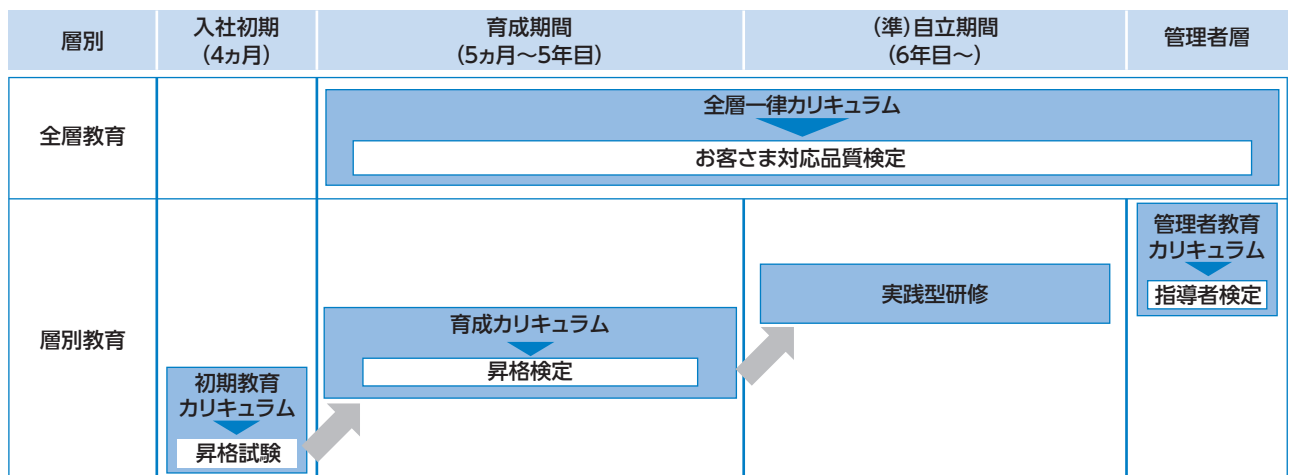 層別
入社初期
(4ヵ月)
育成期間
(5ヵ月～5年目)
(準)自立期間
(6年目～)
管理者層
全層教育
全層一律カリキュラム
お客さま対応品質検定
層別教育
初期教育
カリキュラム
昇格試験
育成カリキュラム
昇格検定
実践型研修
管理者教育
カリキュラム
指導者検定